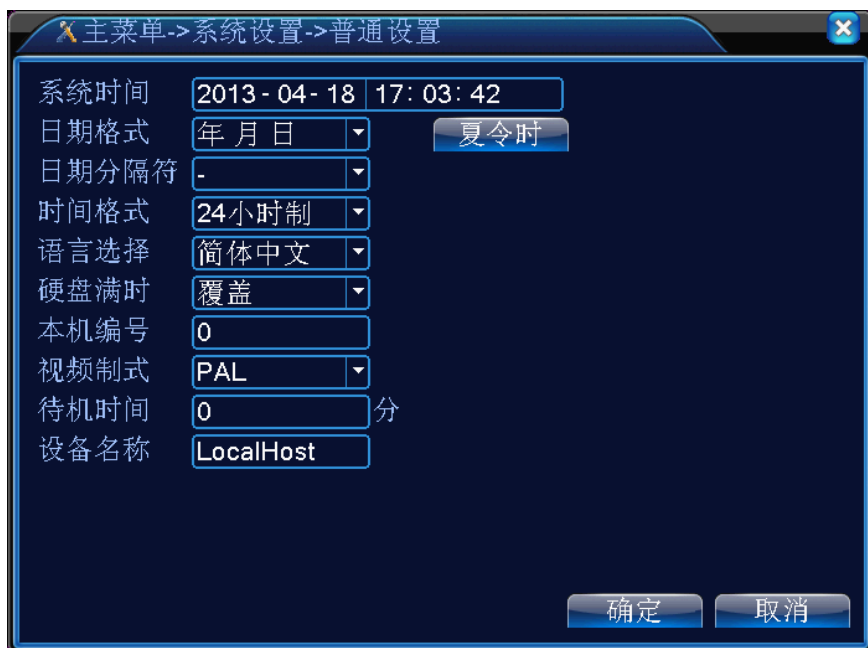 主菜单->系统设置->普通设置
系统时间 2013-04-18 17:03:42
日期格式 年月日 夏令时
日期分隔符 -
时间格式 24小时制
语言选择 简体中文
硬盘满时 覆盖
本机编号 0
视频制式 PAL
待机时间 0 分
设备名称 LocalHost
确定 取消